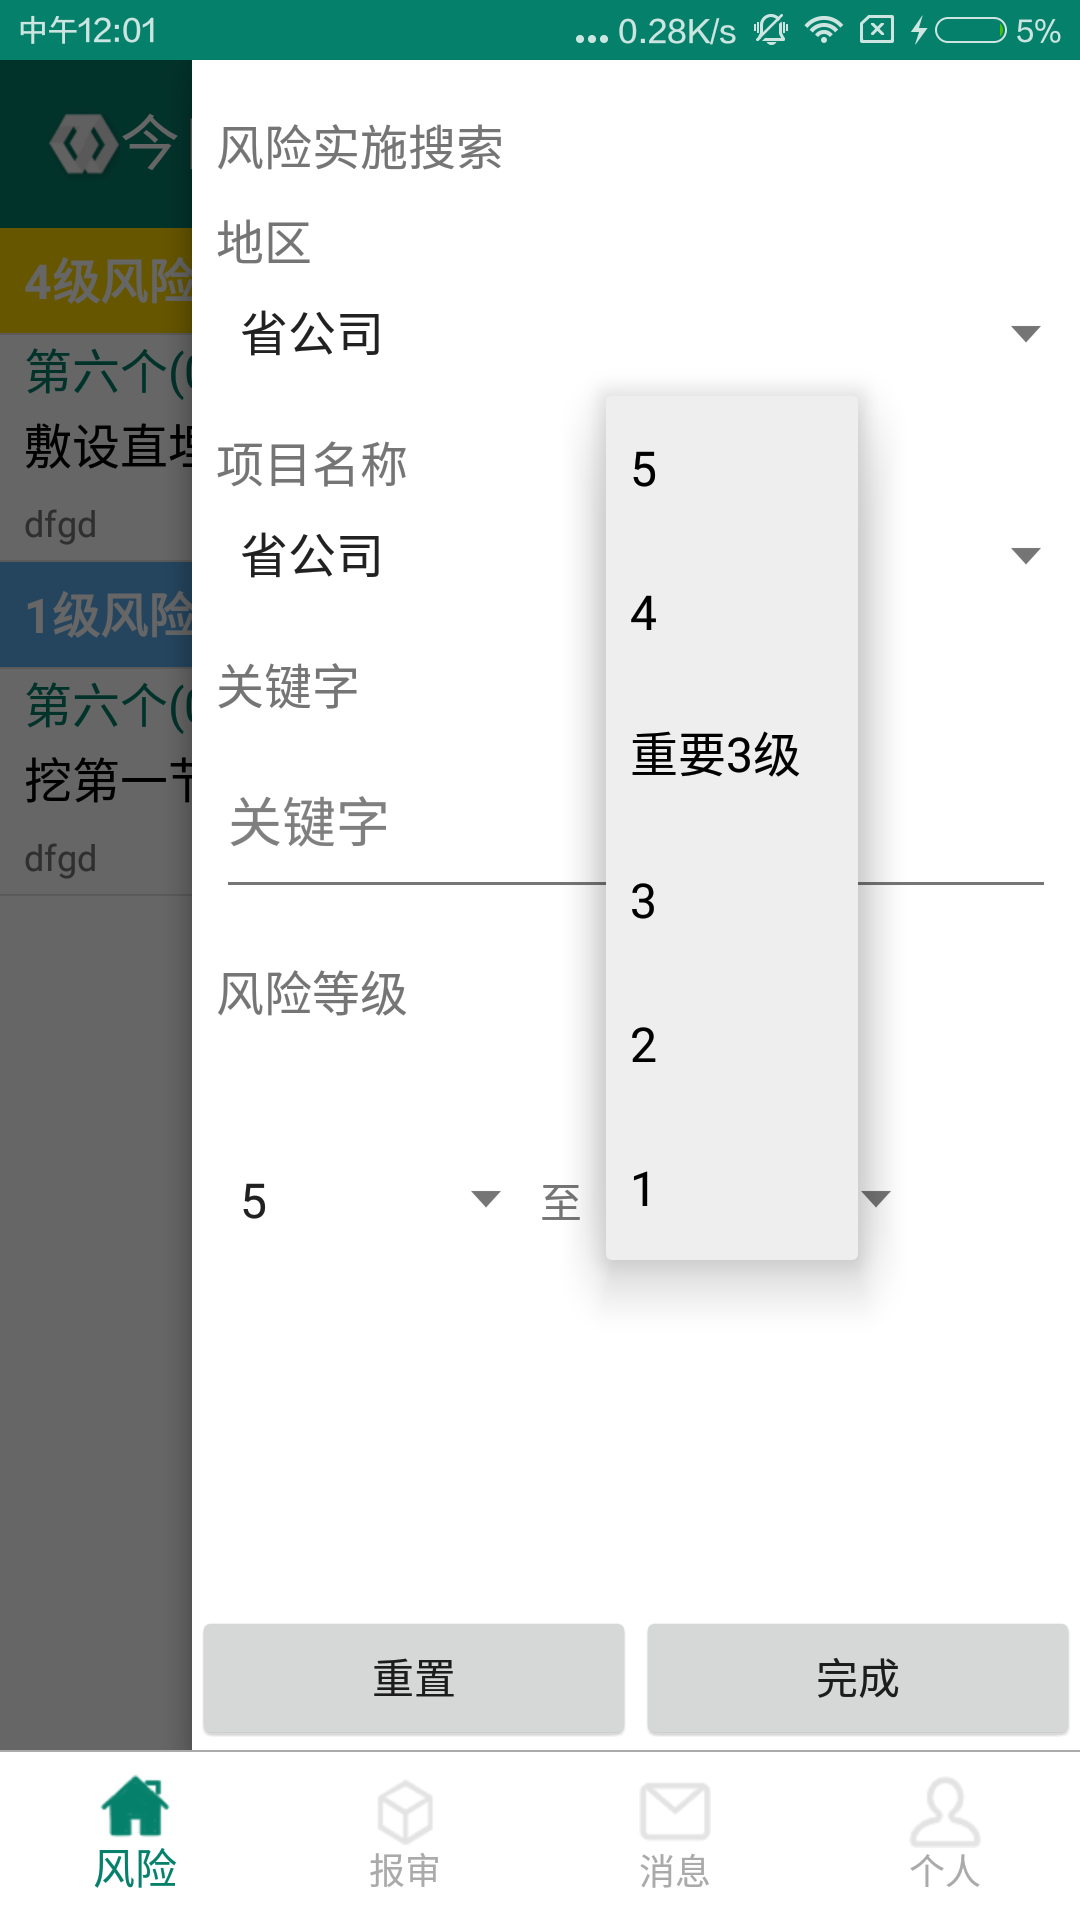 中午12:01
0.28K/s
5%
今
4级风险
第六个(
敷设直埋
dfgd
1级风险
第六个(
挖第一节
dfgd
风险实施搜索
地区
省公司
项目名称
省公司
关键字
关键字
风险等级
5
至
5
4
重要3级
3
2
1
重置
完成
风险
报审
消息
个人